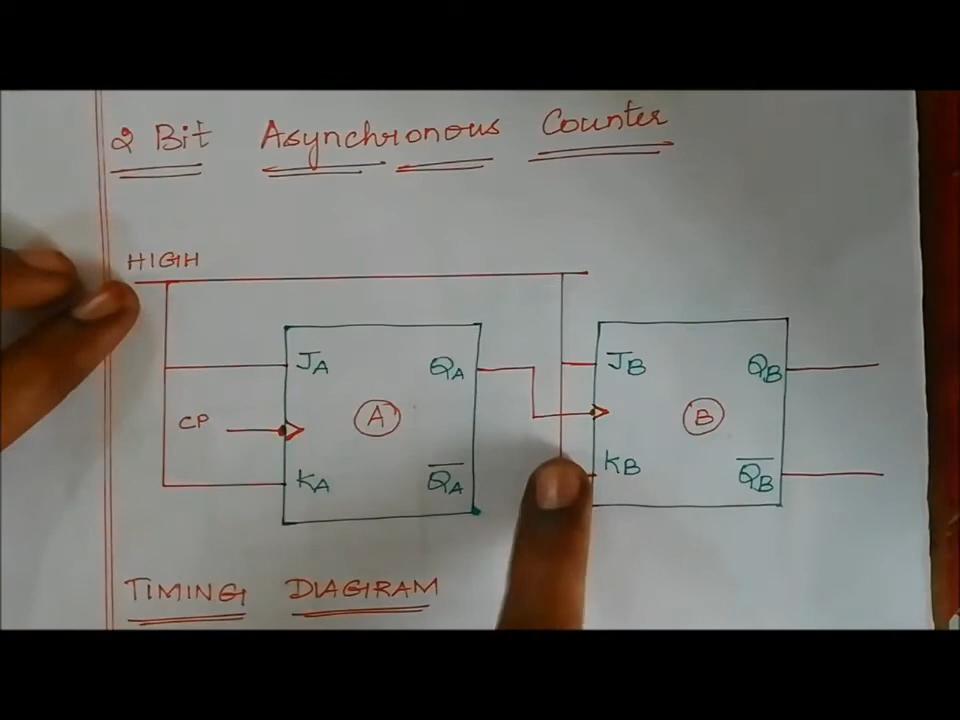 2 Bit Asynchronous Counter
HIGH
JA QA JB QB
CP A B
KA Q̅A̅ KB Q̅B̅
TIMING DIAGRAM